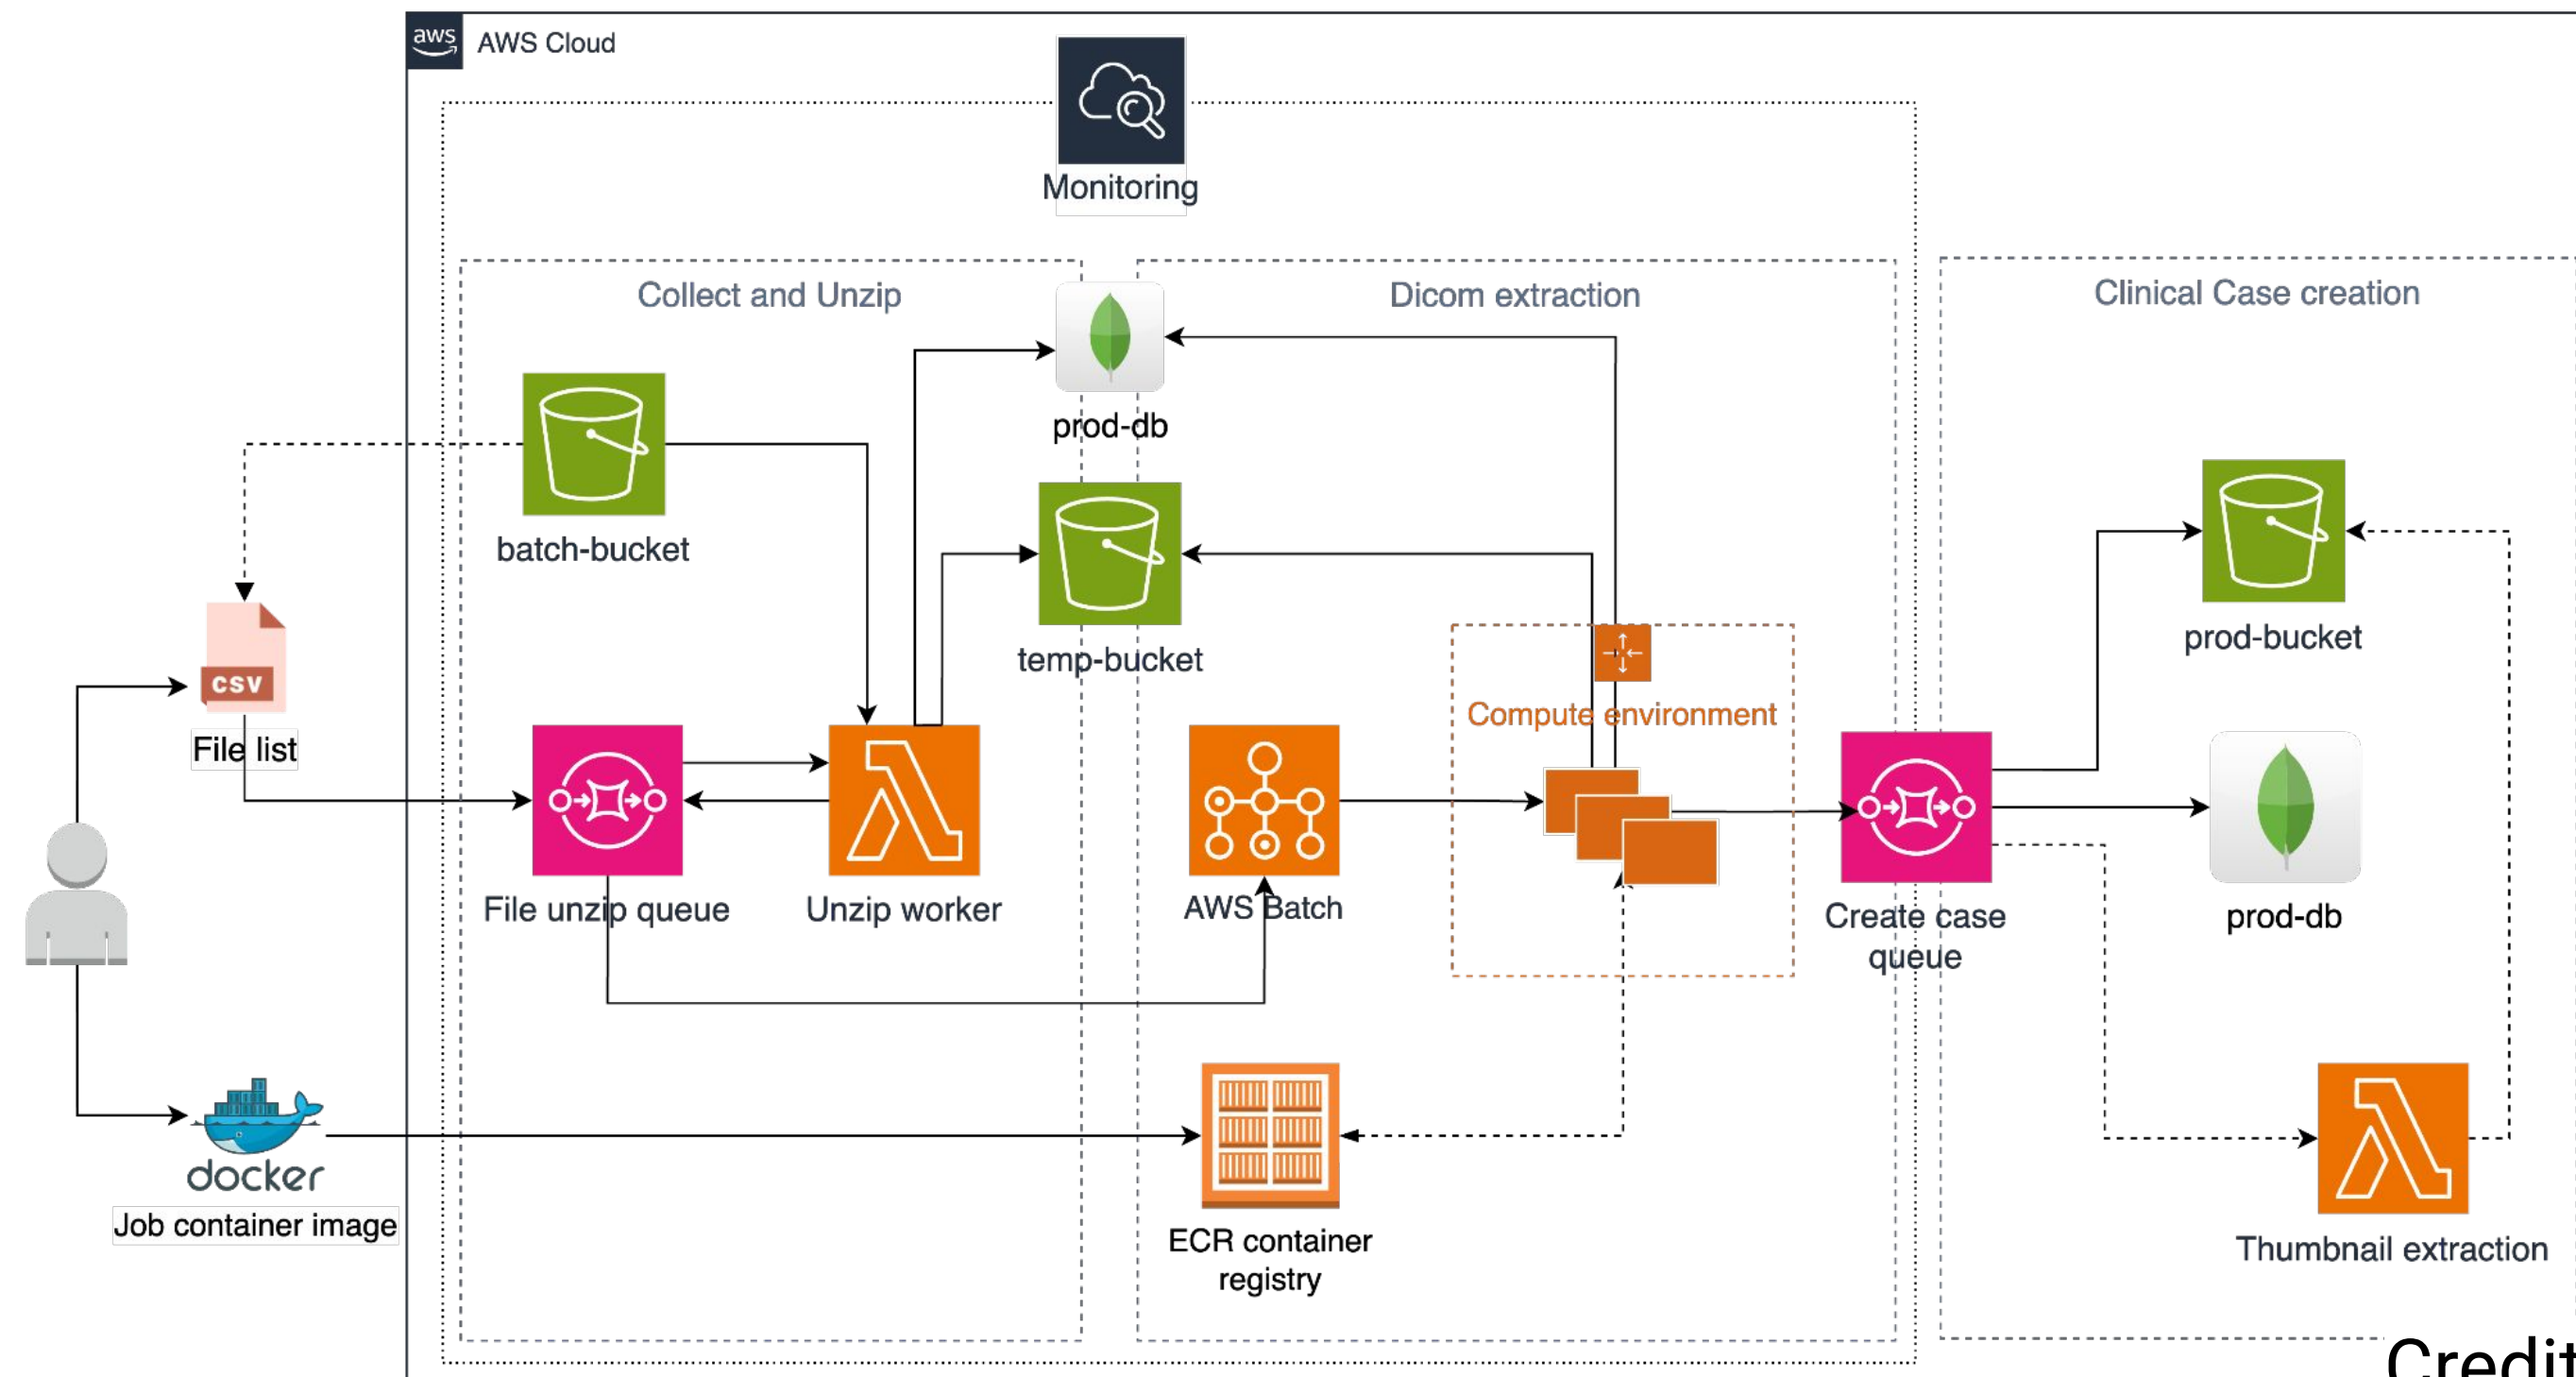 aws
AWS Cloud
Monitoring
Collect and Unzip
Dicom extraction
Clinical Case creation
batch-bucket
prod-db
temp-bucket
prod-bucket
CSV
File list
Compute environment
File unzip queue
Unzip worker
AWS Batch
Create case
queue
prod-db
docker
Job container image
ECR container
registry
Thumbnail extraction
Credit